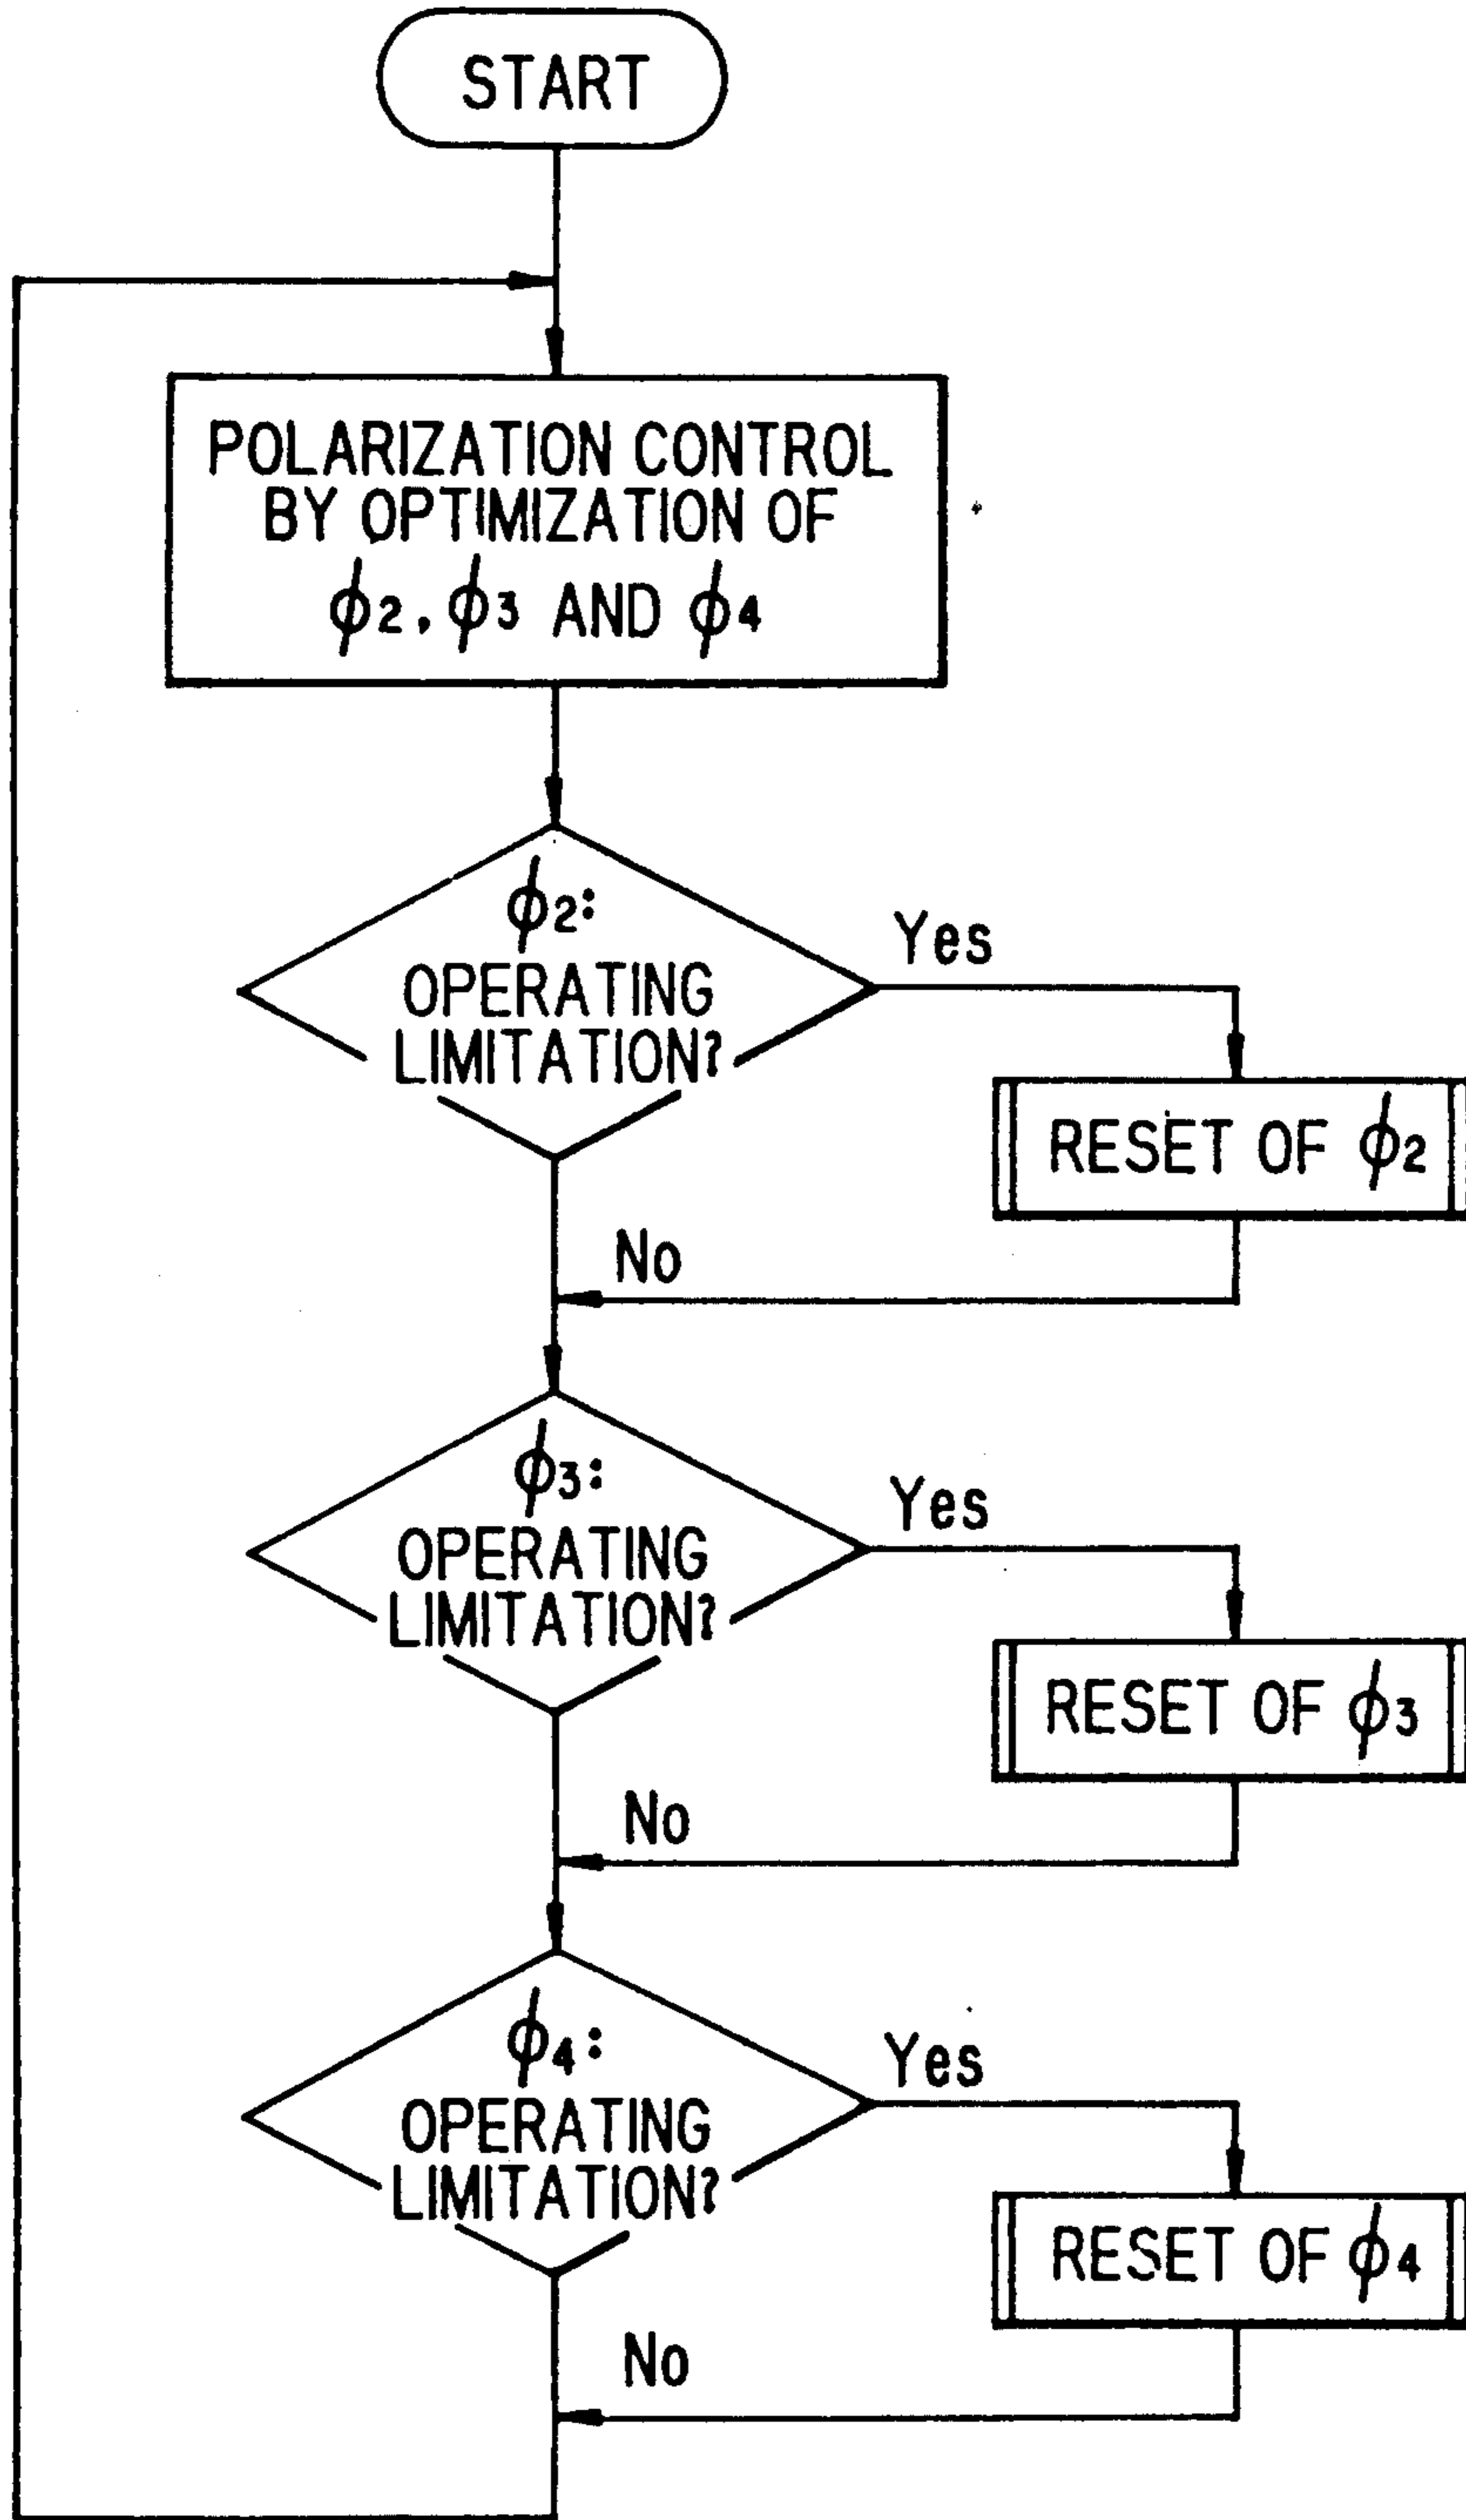 START
POLARIZATION CONTROL
BY OPTIMIZATION OF
ϕ2, ϕ3 AND ϕ4
ϕ2:
OPERATING
LIMITATION?
Yes
RESET OF ϕ2
No
ϕ3:
OPERATING
LIMITATION?
Yes
RESET OF ϕ3
No
ϕ4:
OPERATING
LIMITATION?
Yes
RESET OF ϕ4
No